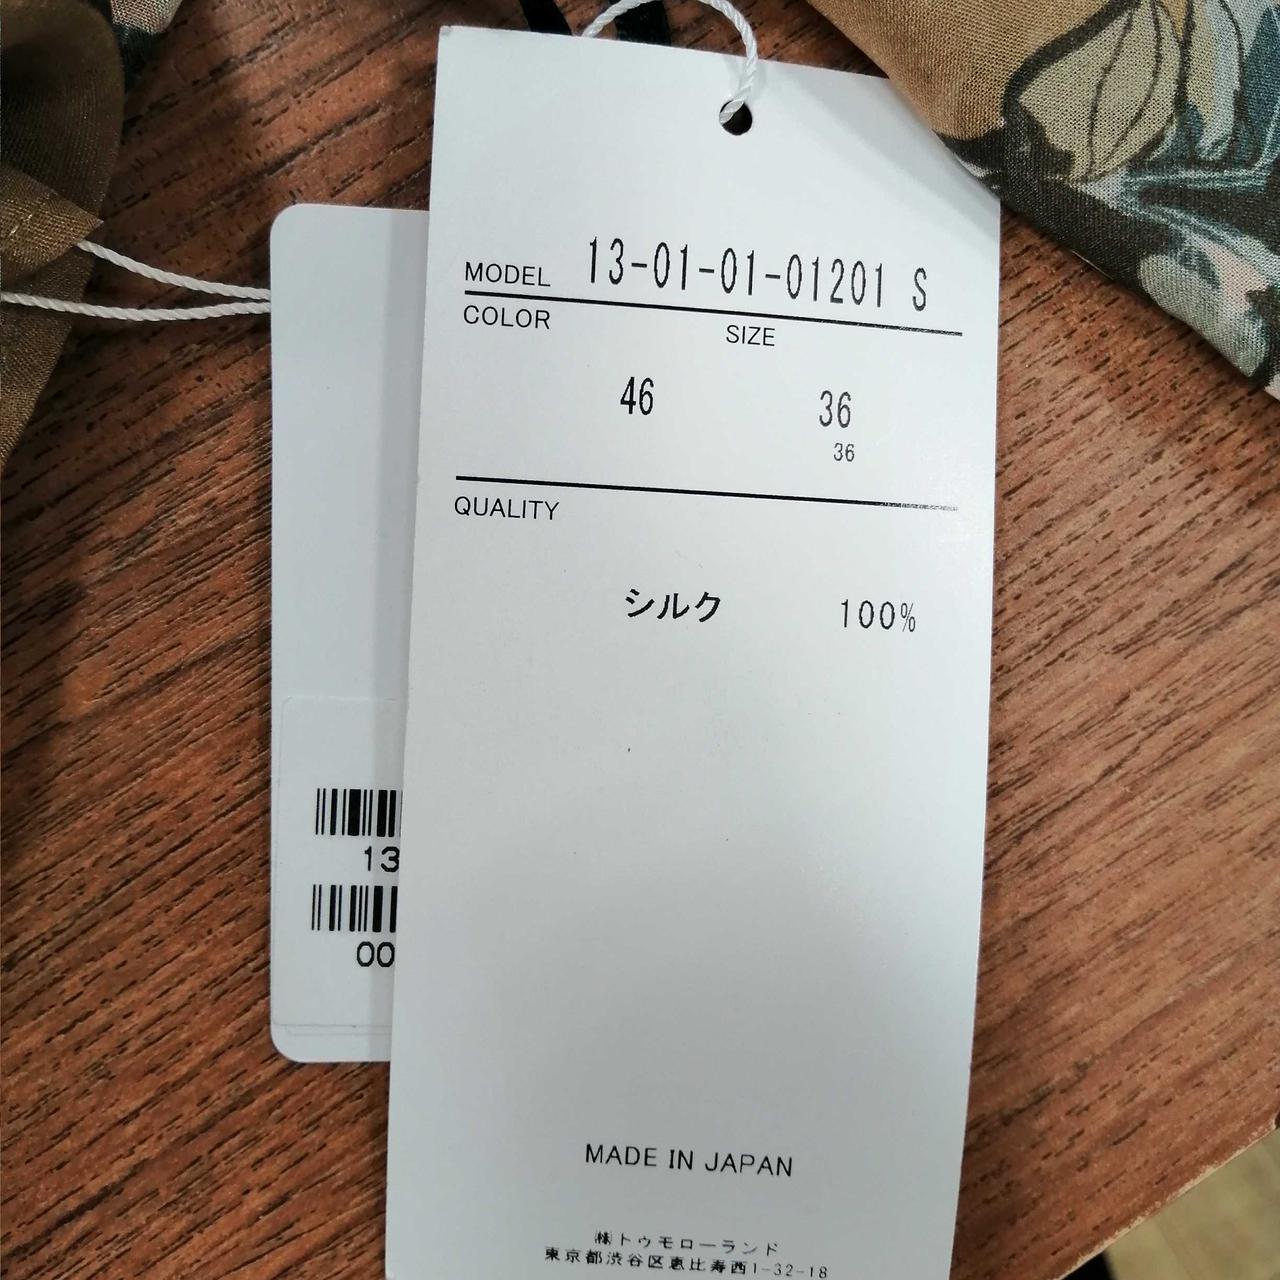 MODEL 13-01-01-01201 S
COLOR SIZE
46 36
36
QUALITY
シルク 100%
13
00
MADE IN JAPAN
㈱トゥモローランド
東京都渋谷区恵比寿西1-32-18